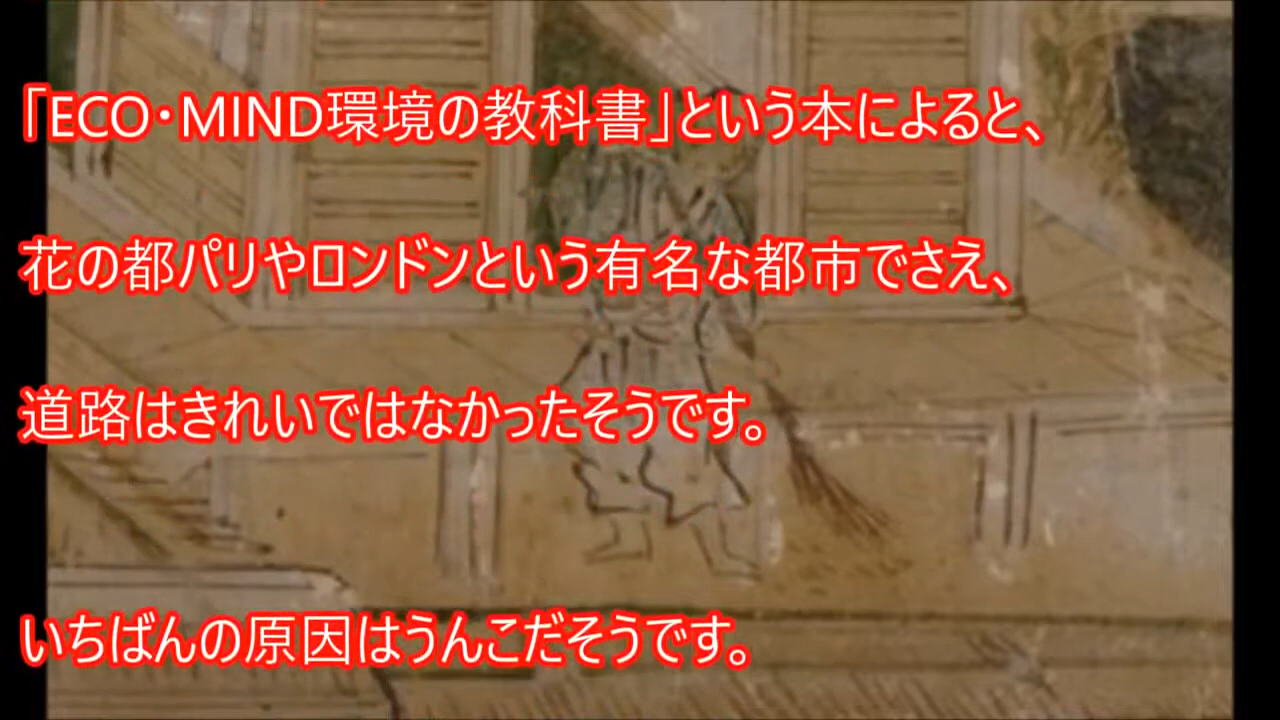 「ECO・MIND環境の教科書」という本によると、
花の都パリやロンドンという有名な都市でさえ、
道路はきれいではなかったそうです。
いちばんの原因はうんこだそうです。